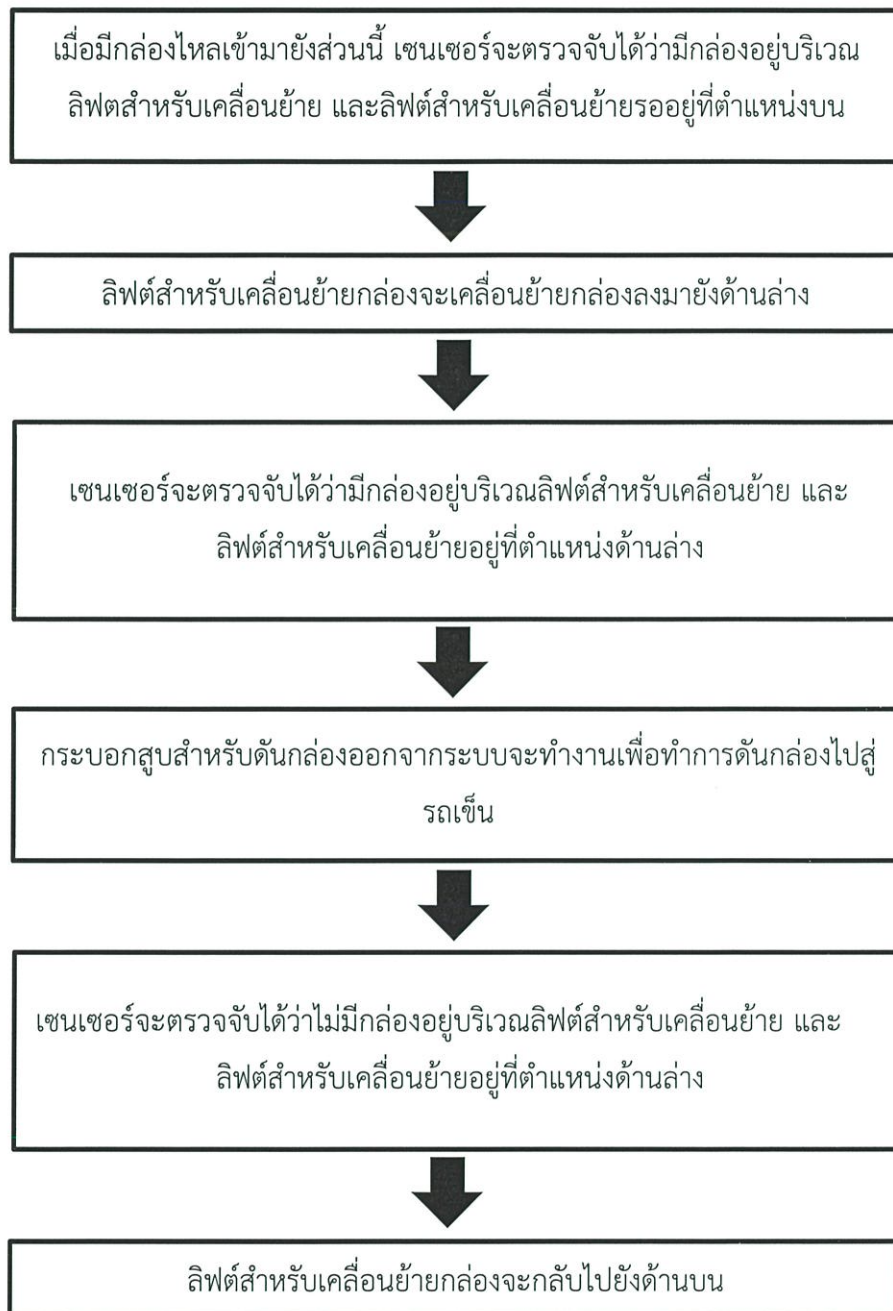 เมื่อมีกล่องไหลเข้ามายังส่วนนี้ เซนเซอร์จะตรวจจับได้ว่ามีกล่องอยู่บริเวณ
ลิฟตสำหรับเคลื่อนย้าย และลิฟต์สำหรับเคลื่อนย้ายรออยู่ที่ตำแหน่งบน
ลิฟต์สำหรับเคลื่อนย้ายกล่องจะเคลื่อนย้ายกล่องลงมายังด้านล่าง
เซนเซอร์จะตรวจจับได้ว่ามีกล่องอยู่บริเวณลิฟต์สำหรับเคลื่อนย้าย และ
ลิฟต์สำหรับเคลื่อนย้ายอยู่ที่ตำแหน่งด้านล่าง
กระบอกสูบสำหรับดันกล่องออกจากระบบจะทำงานเพื่อทำการดันกล่องไปสู่
รถเข็น
เซนเซอร์จะตรวจจับได้ว่าไม่มีกล่องอยู่บริเวณลิฟต์สำหรับเคลื่อนย้าย และ
ลิฟต์สำหรับเคลื่อนย้ายอยู่ที่ตำแหน่งด้านล่าง
ลิฟต์สำหรับเคลื่อนย้ายกล่องจะกลับไปยังด้านบน